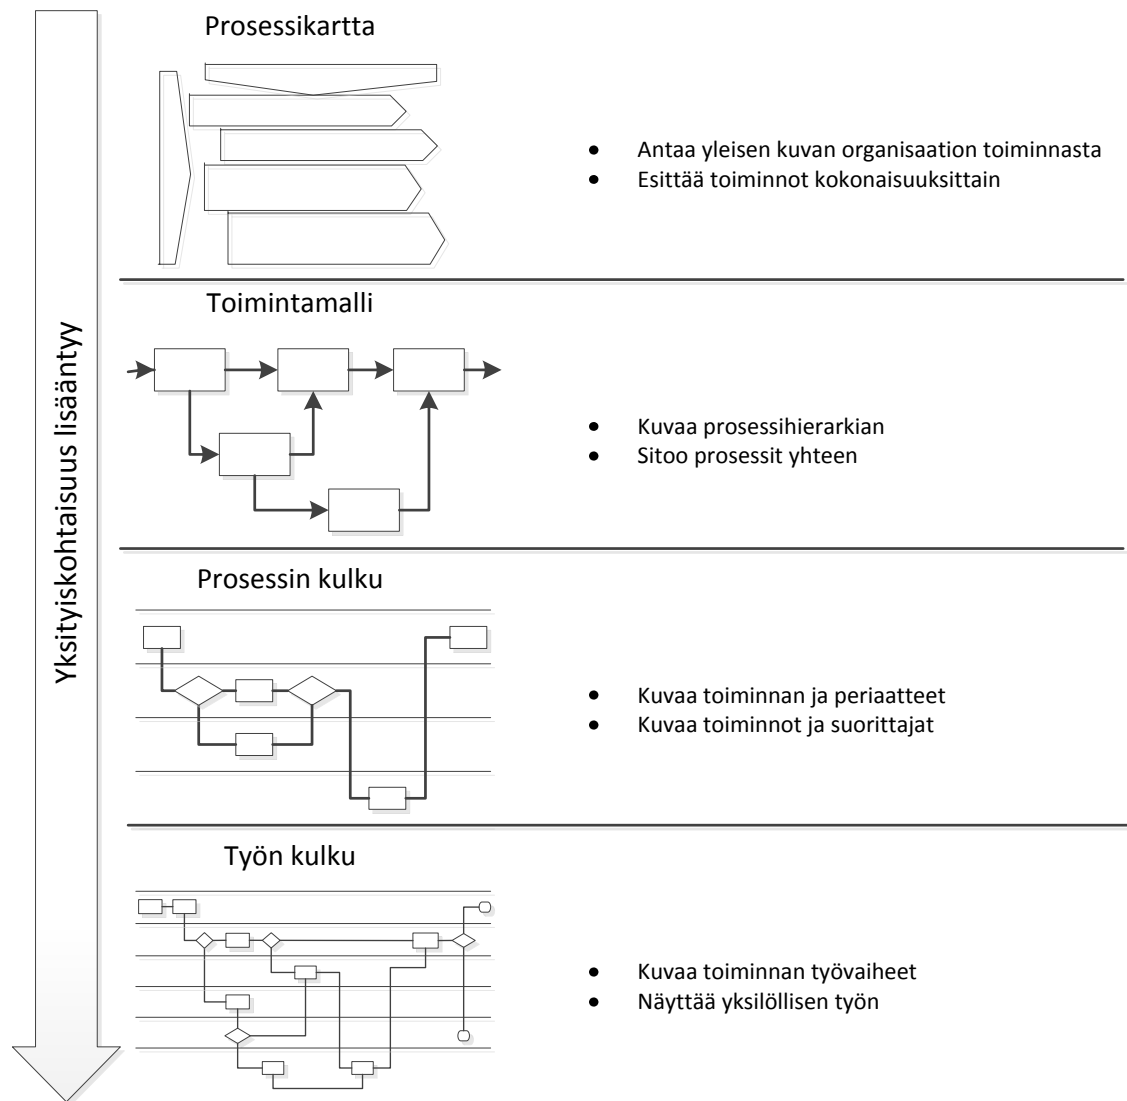 Prosessikartta
• Antaa yleisen kuvan organisaation toiminnasta
• Esittää toiminnot kokonaisuuksittain
Yksityiskohtaisuus lisääntyy
Toimintamalli
• Kuvaa prosessihierarkian
• Sitoo prosessit yhteen
Prosessin kulku
• Kuvaa toiminnan ja periaatteet
• Kuvaa toiminnot ja suorittajat
Työn kulku
• Kuvaa toiminnan työvaiheet
• Näyttää yksilöllisen työn